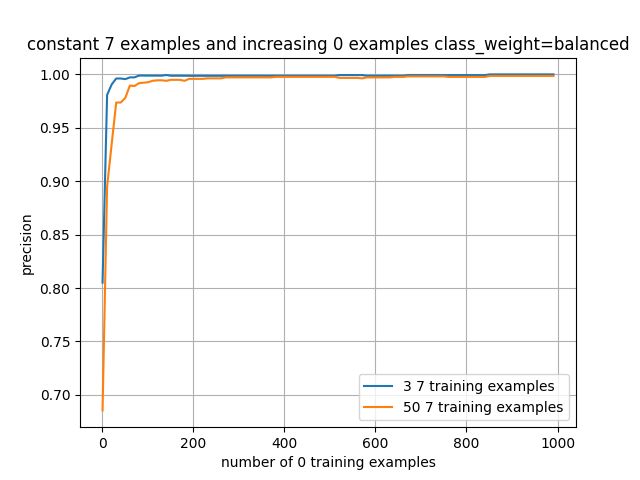 constant 7 examples and increasing 0 examples class_weight=balanced
1.00
0.95
0.90
0.85
0.80
0.75
0.70
precision
3 7 training examples
50 7 training examples
0 200 400 600 800 1000
number of 0 training examples